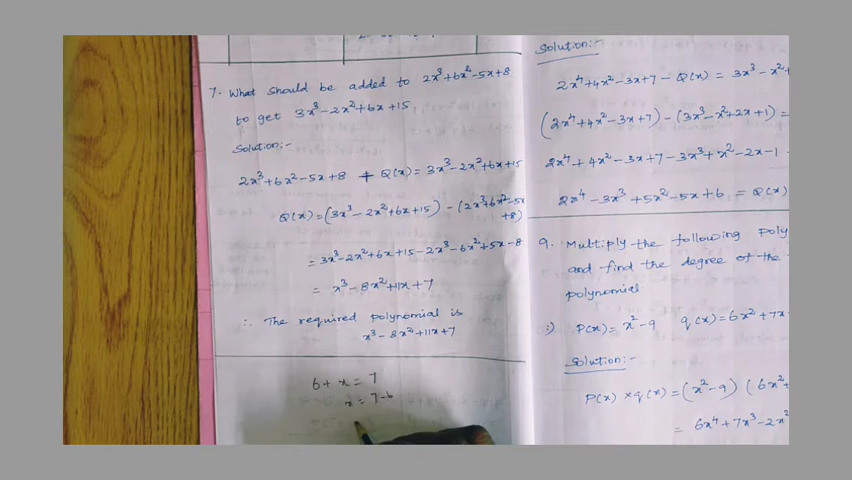 7. What should be added to 2x³+6x²-5x+8
to get 3x³-2x²+6x+15.
Solution:-
2x³+6x²-5x+8 + Q(x) = 3x³-2x²+6x+15
Q(x) = (3x³-2x²+6x+15) - (2x³+6x²-5x
+8)
= 3x³-2x²+6x+15-2x³-6x²+5x-8
= x³-8x²+11x+7
∴ The required polynomial is
x³-8x²+11x+7
6+x = 7
x = 7-6
Solution:-
2x⁴+4x²-3x+7 - Q(x) = 3x³-x²+
(2x⁴+4x²-3x+7) - (3x³-x²+2x+1) =
2x⁴+4x²-3x+7-3x³+x²-2x-1
2x⁴-3x³+5x²-5x+6 = Q(x)
9. Multiply the following poly
and find the degree of the
polynomial
i) P(x) = x²-9 q(x) = 6x²+7x
Solution:-
P(x) × q(x) = (x²-9) (6x²+
= 6x⁴+7x³-2x²